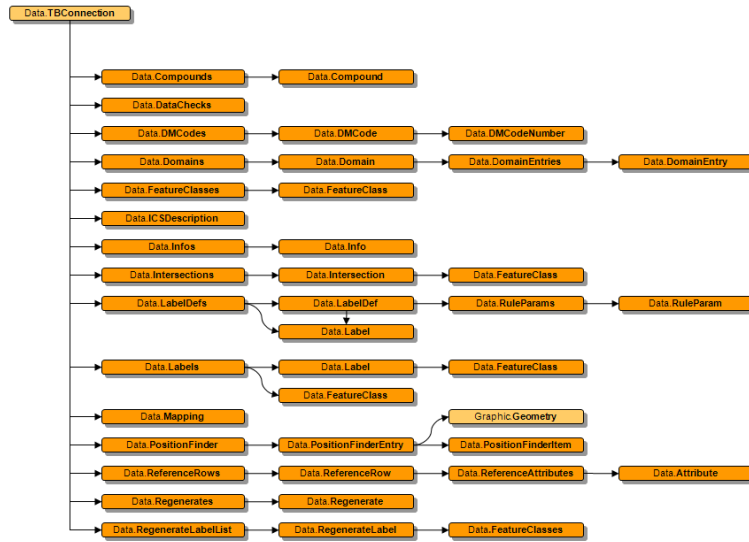 Data.TBConnection
Data.Compounds Data.Compound
Data.DataChecks
Data.DMCodes Data.DMCode Data.DMCodeNumber
Data.Domains Data.Domain Data.DomainEntries Data.DomainEntry
Data.FeatureClasses Data.FeatureClass
Data.ICSDescription
Data.Infos Data.Info
Data.Intersections Data.Intersection Data.FeatureClass
Data.LabelDefs Data.LabelDef Data.RuleParams Data.RuleParam
Data.Label
Data.Labels Data.Label Data.FeatureClass
Data.FeatureClass
Data.Mapping Graphic.Geometry
Data.PositionFinder Data.PositionFinderEntry Data.PositionFinderItem
Data.ReferenceRows Data.ReferenceRow Data.ReferenceAttributes Data.Attribute
Data.Regenerates Data.Regenerate
Data.RegenerateLabelList Data.RegenerateLabel Data.FeatureClasses